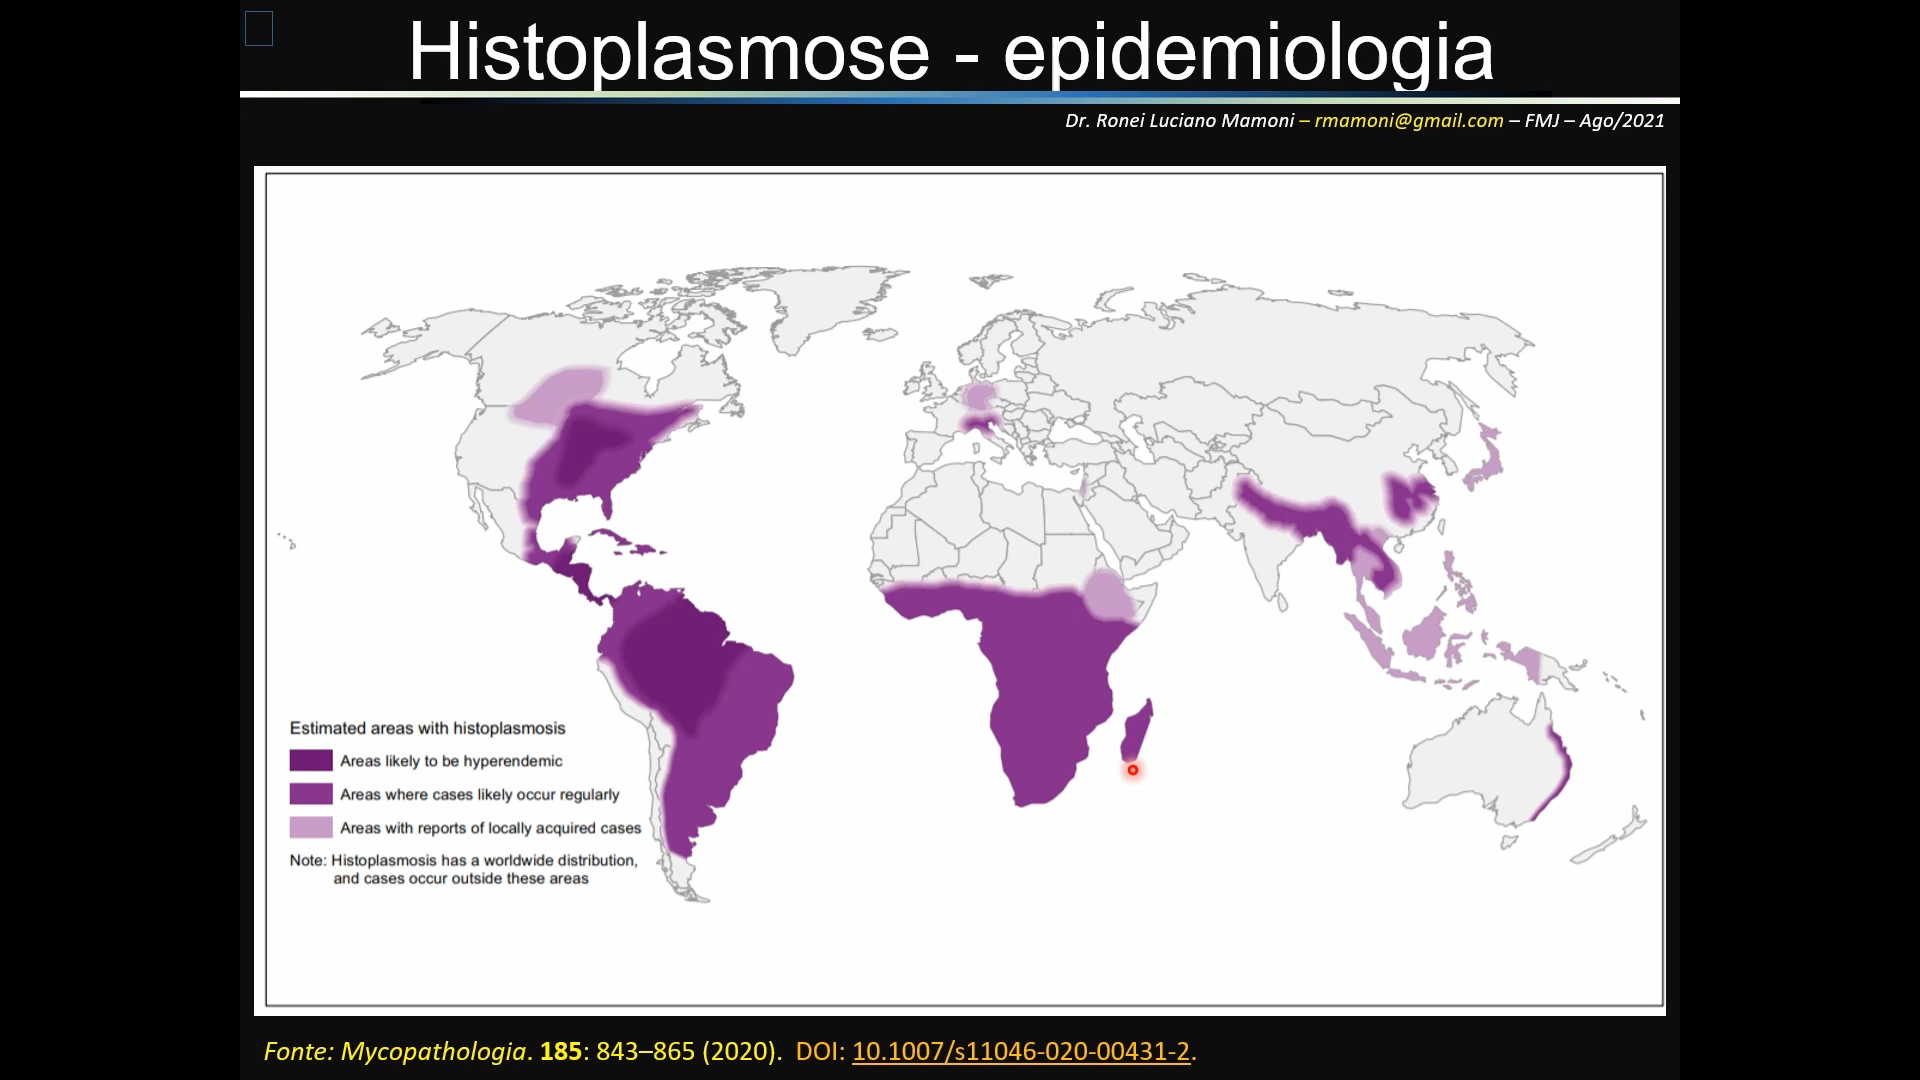 Histoplasmose - epidemiologia
Dr. Ronei Luciano Mamoni – rmamoni@gmail.com – FMJ – Ago/2021
Estimated areas with histoplasmosis
Areas likely to be hyperendemic
Areas where cases likely occur regularly
Areas with reports of locally acquired cases
Note: Histoplasmosis has a worldwide distribution,
and cases occur outside these areas
Fonte: Mycopathologia. 185: 843–865 (2020). DOI: 10.1007/s11046-020-00431-2.